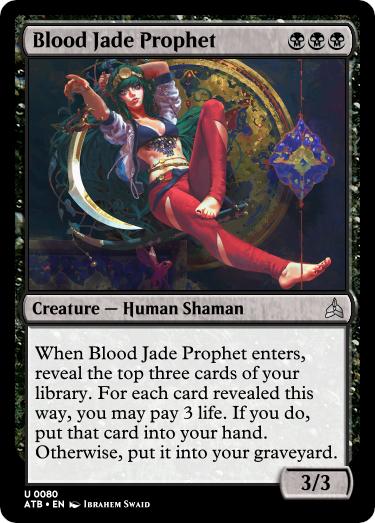 Blood Jade Prophet
Creature — Human Shaman
When Blood Jade Prophet enters,
reveal the top three cards of your
library. For each card revealed this
way, you may pay 3 life. If you do,
put that card into your hand.
Otherwise, put it into your graveyard.
3/3
U 0080
ATB • EN Ibrahem Swaid